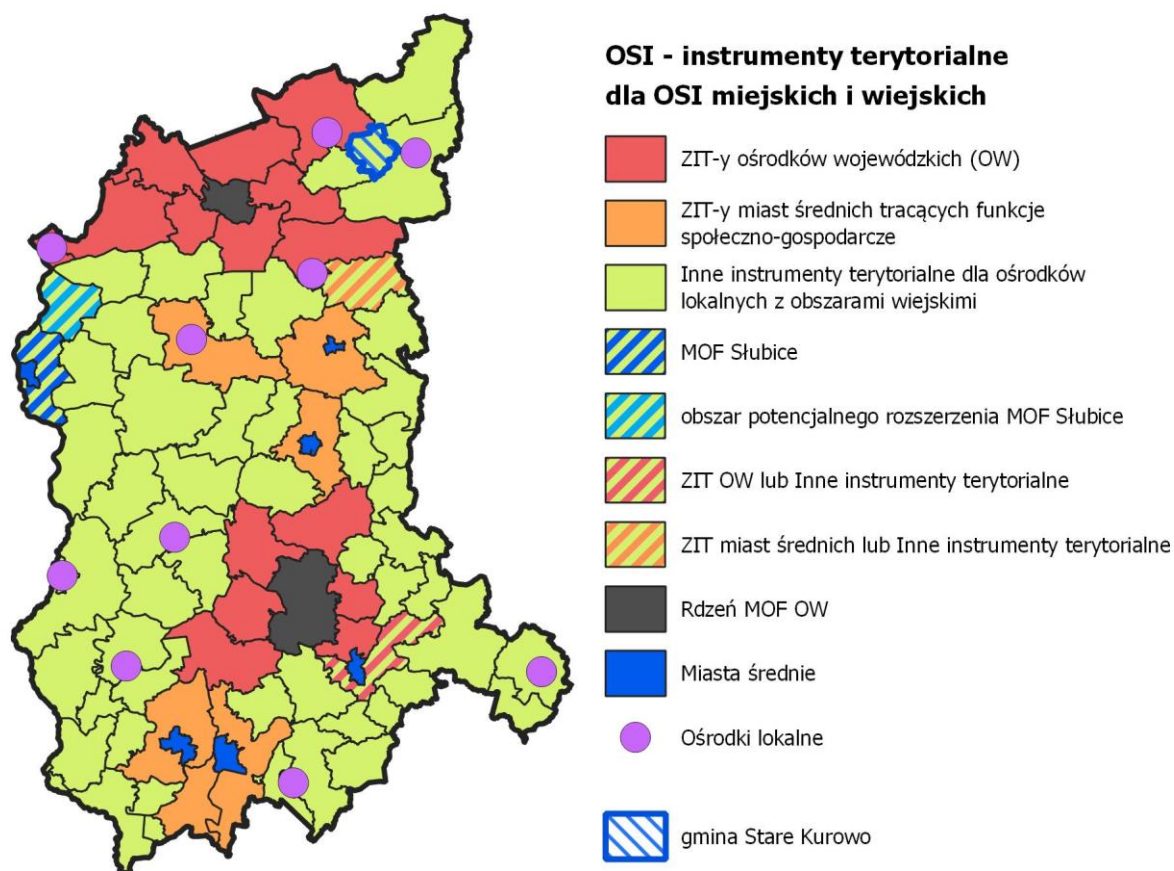 OSI - instrumenty terytorialne
dla OSI miejskich i wiejskich
ZIT-y ośrodków wojewódzkich (OW)
ZIT-y miast średnich tracących funkcje
społeczno-gospodarcze
Inne instrumenty terytorialne dla ośrodków
lokalnych z obszarami wiejskimi
MOF Słubice
obszar potencjalnego rozszerzenia MOF Słubice
ZIT OW lub Inne instrumenty terytorialne
ZIT miast średnich lub Inne instrumenty terytorialne
Rdzeń MOF OW
Miasta średnie
Ośrodki lokalne
gmina Stare Kurowo